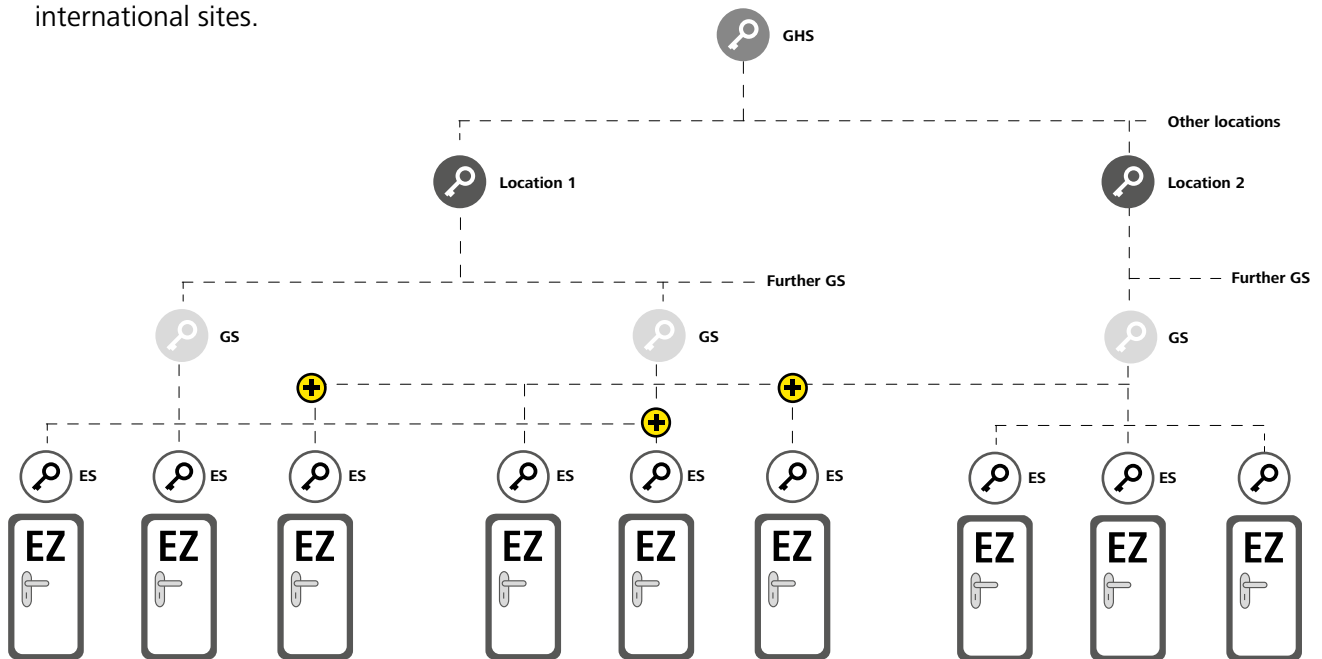 international sites.
GHS
Other locations
Location 1
Location 2
Further GS
Further GS
GS
GS
GS
ES
ES
ES
ES
ES
ES
ES
ES
EZ
EZ
EZ
EZ
EZ
EZ
EZ
EZ
EZ